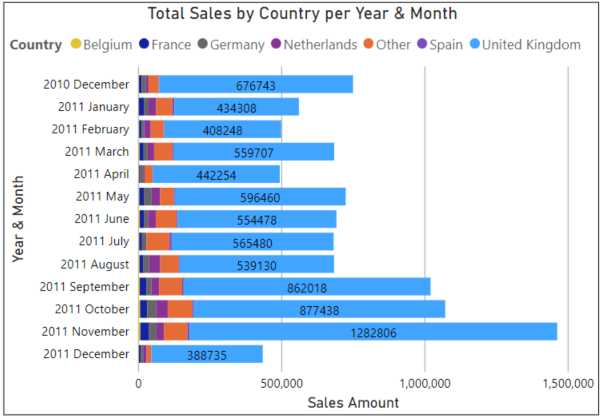 Total Sales by Country per Year & Month
Country Belgium France Germany Netherlands Other Spain United Kingdom
Year & Month
2010 December 676743
2011 January 434308
2011 February 408248
2011 March 559707
2011 April 442254
2011 May 596460
2011 June 554478
2011 July 565480
2011 August 539130
2011 September 862018
2011 October 877438
2011 November 1282806
2011 December 388735
0 500,000 1,000,000 1,500,000
Sales Amount